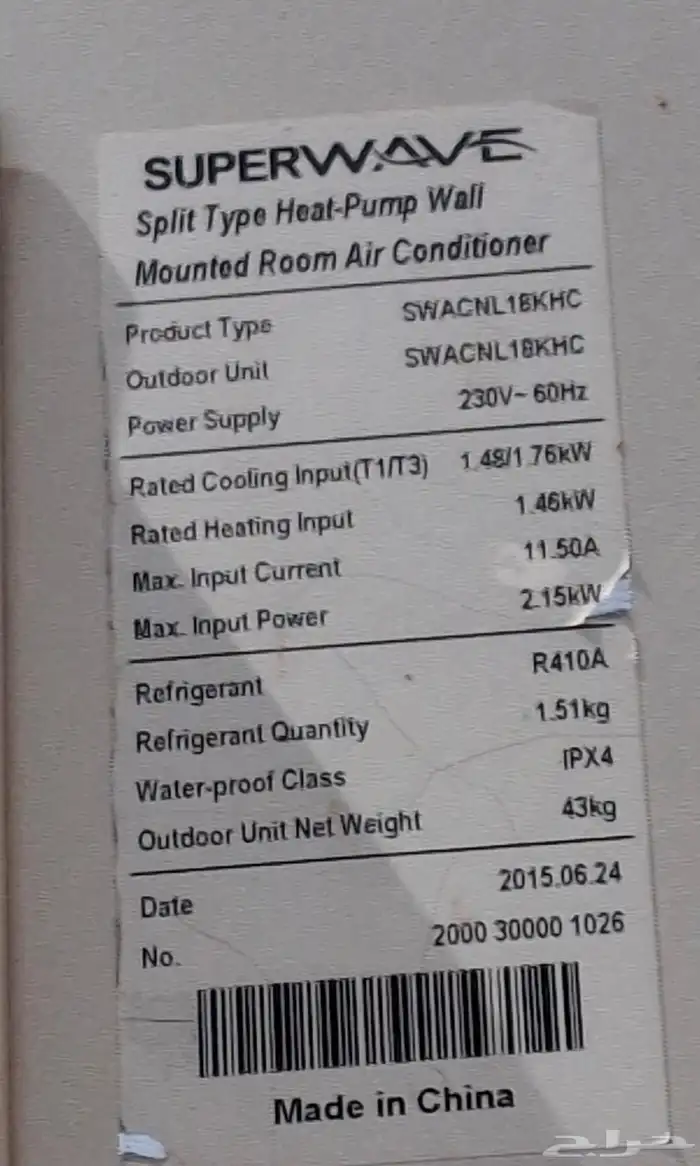 SUPERWAVE
Split Type Heat-Pump Wall
Mounted Room Air Conditioner
Product Type SWACNL18KHC
Outdoor Unit SWACNL18KHC
Power Supply 230V~ 60Hz
Rated Cooling Input(T1/T3) 1.48/1.76kW
Rated Heating Input 1.46kW
Max. Input Current 11.50A
Max. Input Power 2.15kW
Refrigerant R410A
Refrigerant Quantity 1.51kg
Water-proof Class IPX4
Outdoor Unit Net Weight 43kg
Date 2015.06.24
No. 2000 30000 1026
Made in China
حراج